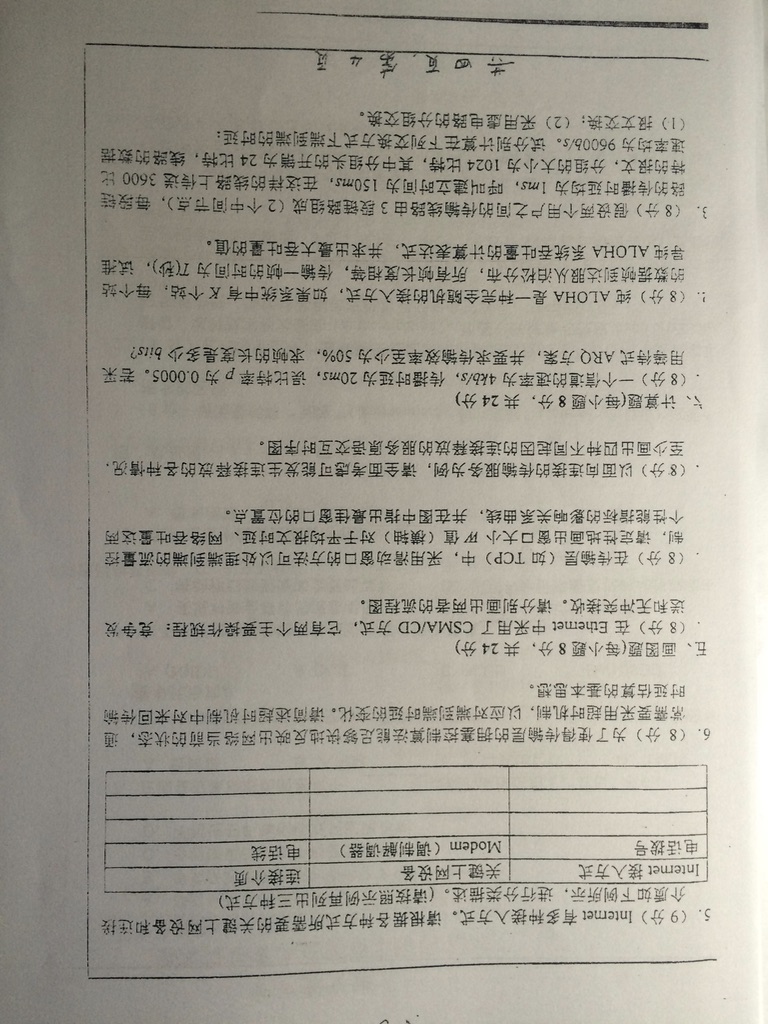 5.（9 分）Internet 有多种接入方式。请根据各种方式所需要的关键上网设备和连接
介质如下例所示，进行分类描述。(请按照示例再列出三种方式)
Internet 接入方式 关键上网设备 连接介质
电话拨号 Modem（调制解调器） 电话线
6.（8 分）为了使得传输层的拥塞控制算法能足够快地反映出网络当前的状态，通
常需要采用超时机制，以应对端到端时延的变化。请简述超时机制中对来回传输
时延估算的基本思想。
五、画图题(每小题 8 分，共 24 分)
.（8 分）在 Ethernet 中采用了 CSMA/CD 方式，它有两个主要操作规程：竞争发
送和无冲突接收。请分别画出两者的流程图。
.（8 分）在传输层（如 TCP）中，采用滑动窗口的方法可以处理端到端的流量控
制，请定性地画出窗口大小 W 值（横轴）对于平均报文时延、网络吞吐量这两
个性能指标的影响关系曲线，并在图中指出最佳窗口的位置点。
.（8 分）以面向连接的传输服务为例，请全面考虑可能发生连接释放的各种情况，
至少画出四种不同起因的连接释放的服务原语交互时序图。
六、计算题(每小题 8 分，共 24 分)
.（8 分）一个信道的速率为 4kb/s，传播时延为 20ms，误比特率 p 为 0.0005。若采
用等待式 ARQ 方案，并要求传输效率至少为 50%，求帧的长度是多少 bits?
2.（8 分）纯 ALOHA 是一种完全随机的接入方式，如果系统中有 K 个站，每个站
的数据帧到达服从泊松分布，所有帧长度相等，传输一帧的时间为 T(秒)，试推
导纯 ALOHA 系统吞吐量的计算表达式，并求出最大吞吐量的值。
3.（8 分）假设两个用户之间的传输线路由 3 段链路组成（2 个中间节点），每段链
路的传播时延均为 1ms，呼叫建立时间为 150ms，在这样的线路上传送 3600 比
特的报文，分组的大小为 1024 比特，其中分组头的开销为 24 比特，线路的数据
速率均为 9600b/s。试分别计算在下列交换方式下端到端的时延：
（1）报文交换；（2）采用虚电路的分组交换。
共四页，第 4 页